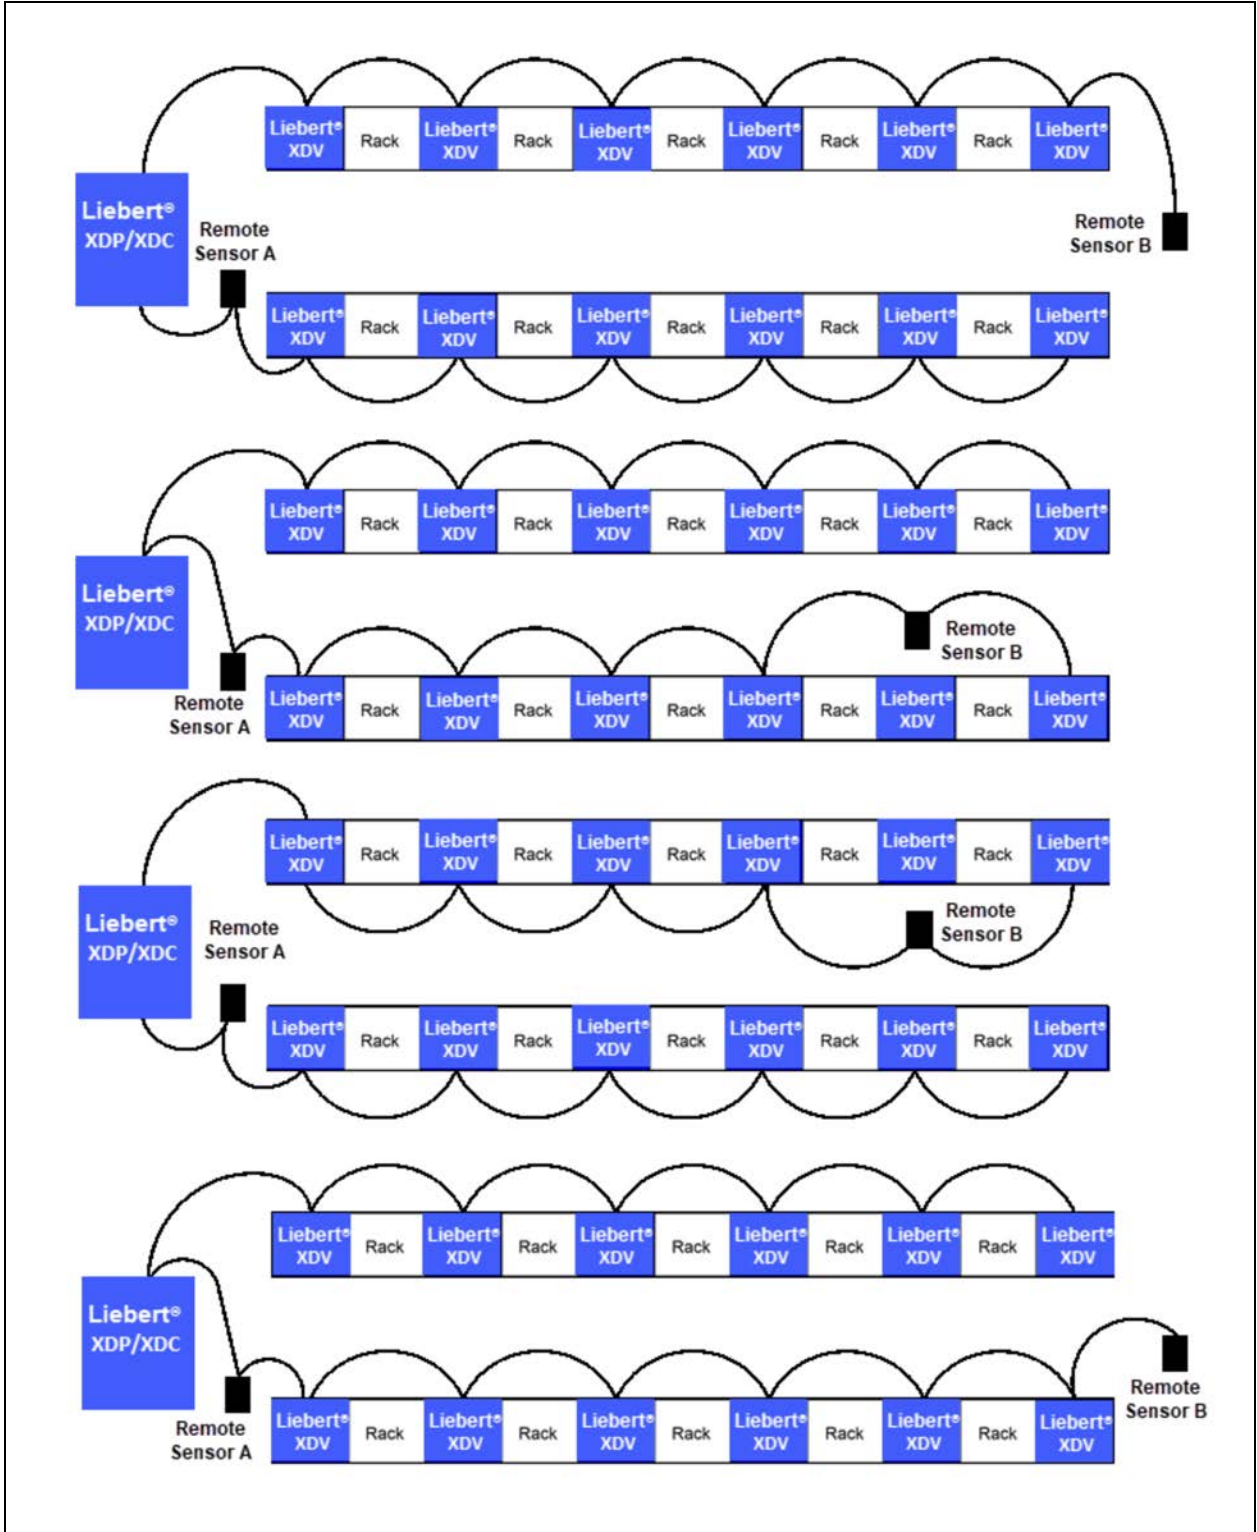 Liebert® Rack Liebert® Rack Liebert® Rack Liebert® Rack Liebert® Rack Liebert®
XDV XDV XDV XDV XDV XDV
Liebert®
XDP/XDC
Remote
Sensor A
Remote
Sensor B
Liebert® Rack Liebert® Rack Liebert® Rack Liebert® Rack Liebert® Rack Liebert®
XDV XDV XDV XDV XDV XDV
Liebert® Rack Liebert® Rack Liebert® Rack Liebert® Rack Liebert® Rack Liebert®
XDV XDV XDV XDV XDV XDV
Liebert®
XDP/XDC
Remote
Sensor B
Remote
Sensor A
Liebert® Rack Liebert® Rack Liebert® Rack Liebert® Rack Liebert® Rack Liebert®
XDV XDV XDV XDV XDV XDV
Liebert® Rack Liebert® Rack Liebert® Rack Liebert® Rack Liebert® Rack Liebert®
XDV XDV XDV XDV XDV XDV
Liebert®
XDP/XDC
Remote
Sensor A
Remote
Sensor B
Liebert® Rack Liebert® Rack Liebert® Rack Liebert® Rack Liebert® Rack Liebert®
XDV XDV XDV XDV XDV XDV
Liebert® Rack Liebert® Rack Liebert® Rack Liebert® Rack Liebert® Rack Liebert®
XDV XDV XDV XDV XDV XDV
Liebert®
XDP/XDC
Remote
Sensor B
Remote
Sensor A
Liebert® Rack Liebert® Rack Liebert® Rack Liebert® Rack Liebert® Rack Liebert®
XDV XDV XDV XDV XDV XDV